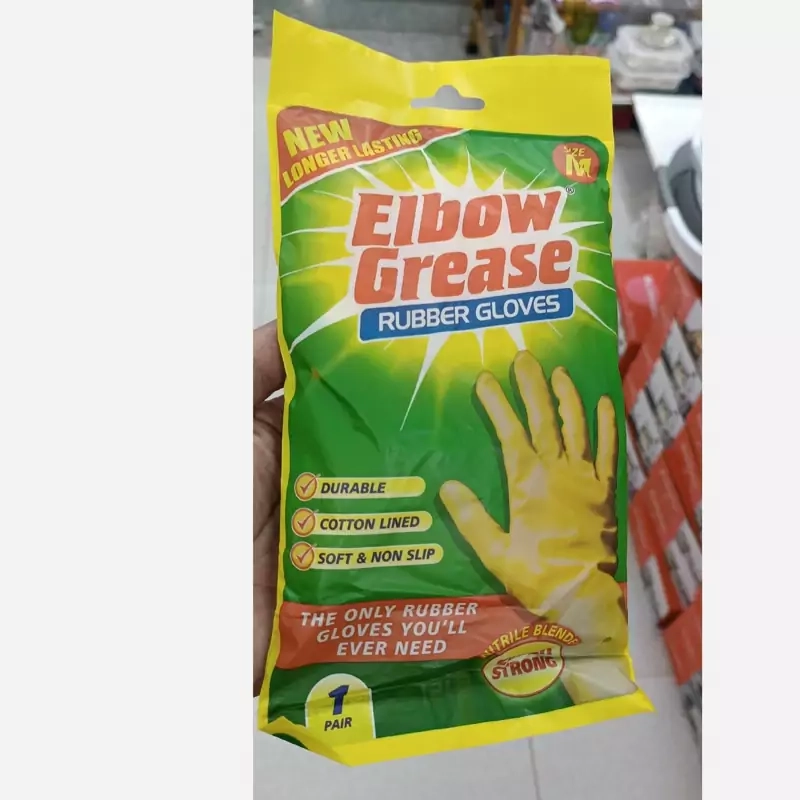 NEW
LONGER LASTING
SIZE
M
Elbow
Grease®
RUBBER GLOVES
DURABLE
COTTON LINED
SOFT & NON SLIP
THE ONLY RUBBER
GLOVES YOU'LL
EVER NEED
NITRILE BLEND
STRONG
1
PAIR